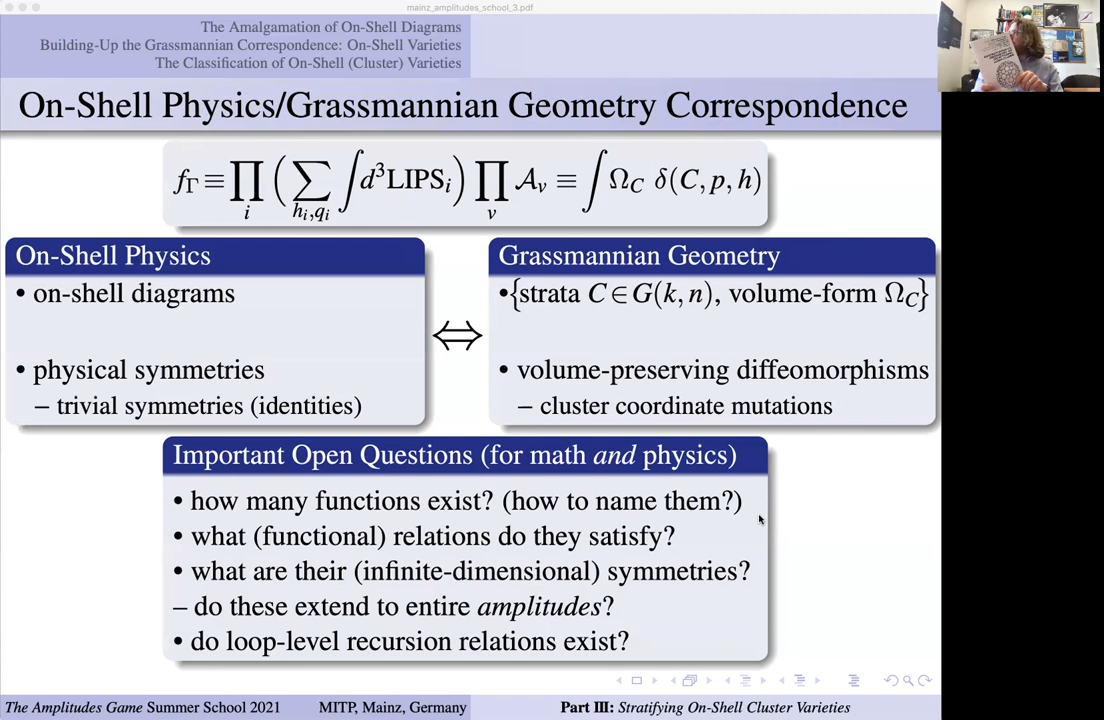 mainz_amplitudes_school_3.pdf
The Amalgamation of On-Shell Diagrams
Building-Up the Grassmannian Correspondence: On-Shell Varieties
The Classification of On-Shell (Cluster) Varieties
On-Shell Physics/Grassmannian Geometry Correspondence
f_Γ ≡ ∏_i ( ∑_{h_i,q_i} ∫ d³LIPS_i ) ∏_v 𝒜_v ≡ ∫ Ω_C δ(C, p, h)
On-Shell Physics
• on-shell diagrams
• physical symmetries
– trivial symmetries (identities)
⇔
Grassmannian Geometry
•{strata C∈G(k,n), volume-form Ω_C}
• volume-preserving diffeomorphisms
– cluster coordinate mutations
Important Open Questions (for math and physics)
• how many functions exist? (how to name them?)
• what (functional) relations do they satisfy?
• what are their (infinite-dimensional) symmetries?
– do these extend to entire amplitudes?
• do loop-level recursion relations exist?
The Amplitudes Game Summer School 2021 MITP, Mainz, Germany Part III: Stratifying On-Shell Cluster Varieties